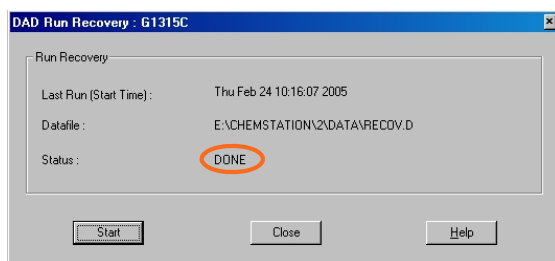 DAD Run Recovery : G1315C
Run Recovery
Last Run (Start Time) : Thu Feb 24 10:16:07 2005
Datafile : E:\CHEMSTATION\2\DATA\RECOV.D
Status : DONE
Start Close Help